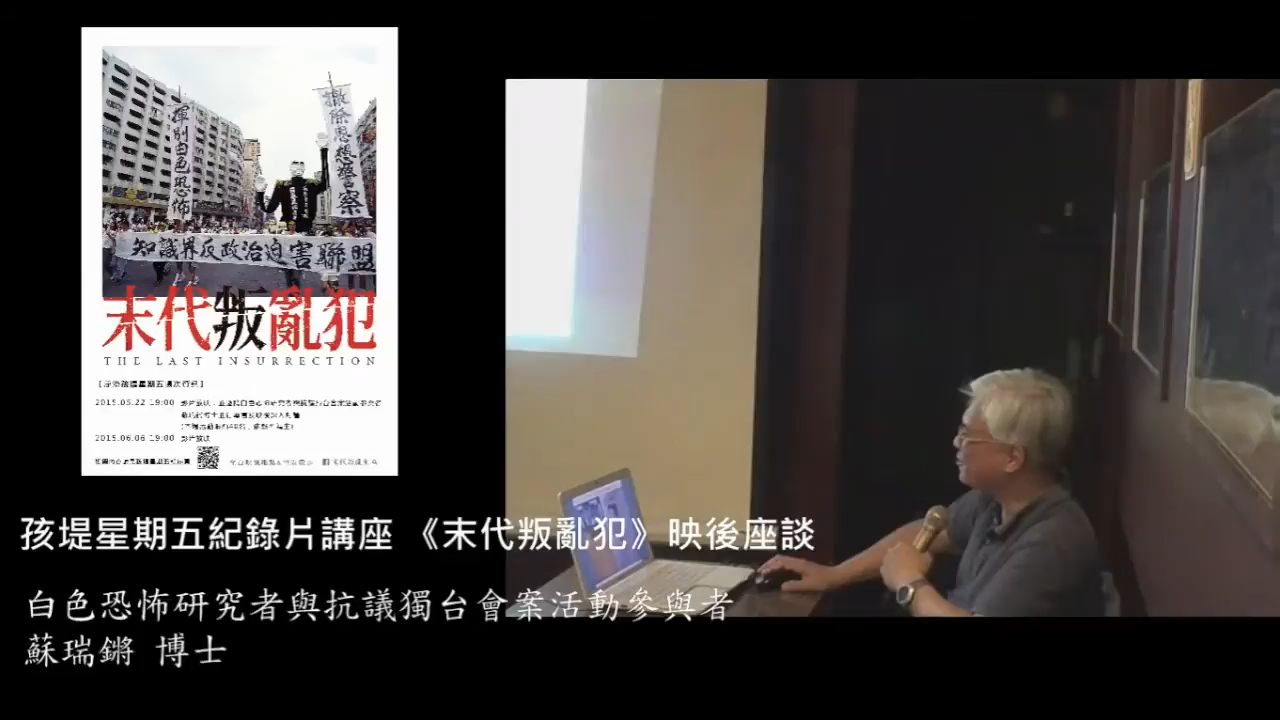 揮別白色恐怖
撤除思想警察
知識界反政治迫害聯盟
末代叛亂犯
THE LAST INSURRECTION
2015.05.22 19:00
2015.06.06 19:00
孩堤星期五紀錄片講座 《末代叛亂犯》映後座談
白色恐怖研究者與抗議獨台會案活動參與者
蘇瑞鏘 博士